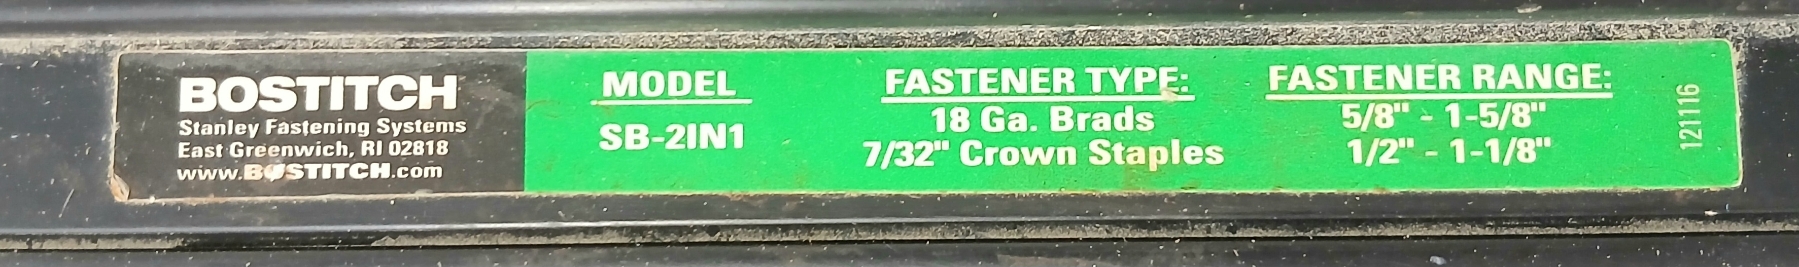 BOSTITCH
Stanley Fastening Systems
East Greenwich, RI 02818
www.BOSTITCH.com
MODEL
SB-2IN1
FASTENER TYPE:
18 Ga. Brads
7/32" Crown Staples
FASTENER RANGE:
5/8" - 1-5/8"
1/2" - 1-1/8"
121116